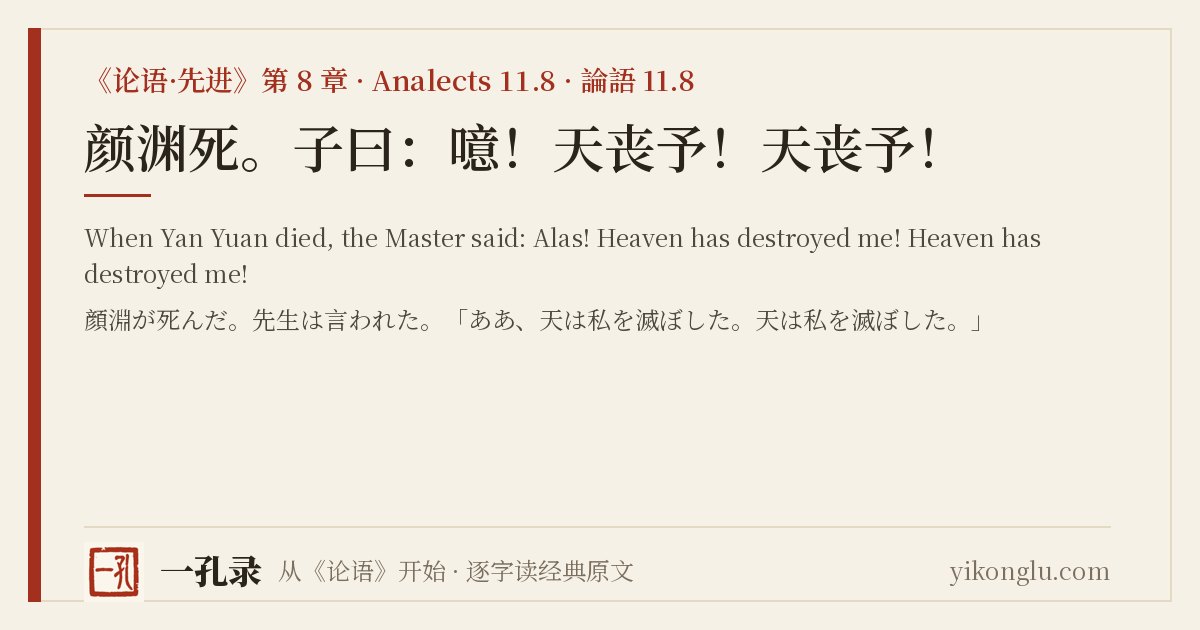 《论语·先进》第 8 章 · Analects 11.8 · 論語 11.8
颜渊死。子曰：噫！天丧予！天丧予！
When Yan Yuan died, the Master said: Alas! Heaven has destroyed me! Heaven has
destroyed me!
顔淵が死んだ。先生は言われた。「ああ、天は私を滅ぼした。天は私を滅ぼした。」
一孔
一孔录
从《论语》开始 · 逐字读经典原文
yikonglu.com